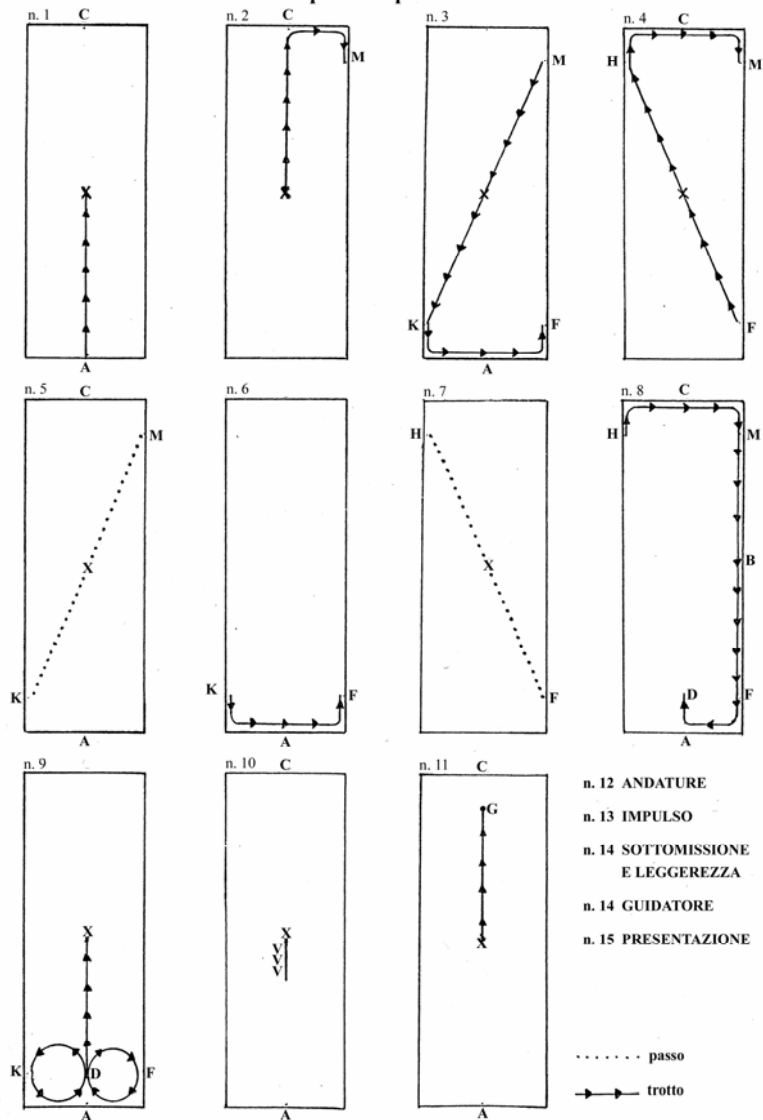 n. 1 C
X
A
n. 2 C
M
X
n. 3
M
X
K F
A
n. 4 C
H M
X
F
n. 5 C
M
X
K
A
n. 6
K F
A
n. 7
H
X
F
n. 8 C
H M
B
D F
A
n. 9
X
K D F
A
n. 10 C
X
V
V
V
A
n. 11 C
G
X
n. 12 ANDATURE
n. 13 IMPULSO
n. 14 SOTTOMISSIONE
E LEGGEREZZA
n. 14 GUIDATORE
n. 15 PRESENTAZIONE
passo
trotto